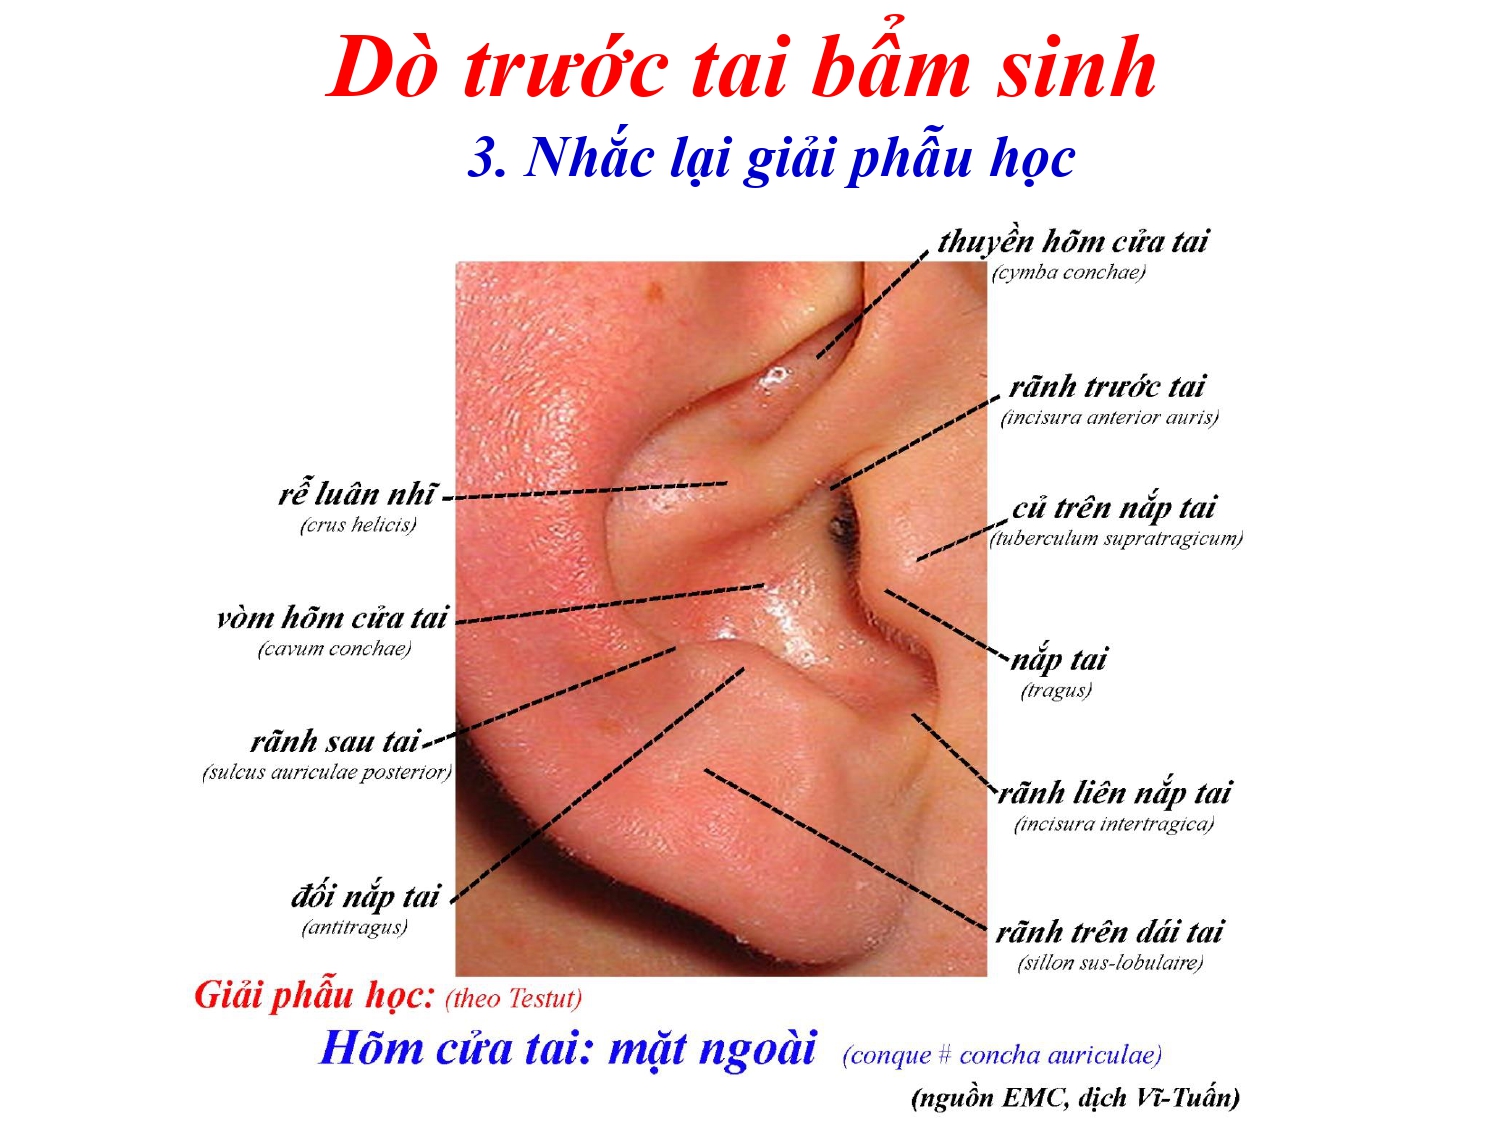 Dò trước tai bẩm sinh
3. Nhắc lại giải phẫu học
thuyền hõm cửa tai
(cymba conchae)
rãnh trước tai
(incisura anterior auris)
rễ luân nhĩ
(crus helicis)
củ trên nắp tai
(tuberculum supratragicum)
vòm hõm cửa tai
(cavum conchae)
nắp tai
(tragus)
rãnh sau tai
(sulcus auriculae posterior)
rãnh liên nắp tai
(incisura intertragica)
đối nắp tai
(antitragus)
rãnh trên dái tai
(sillon sus-lobulaire)
Giải phẫu học: (theo Testut)
Hõm cửa tai: mặt ngoài (conque # concha auriculae)
(nguồn EMC, dịch Vĩ-Tuấn)